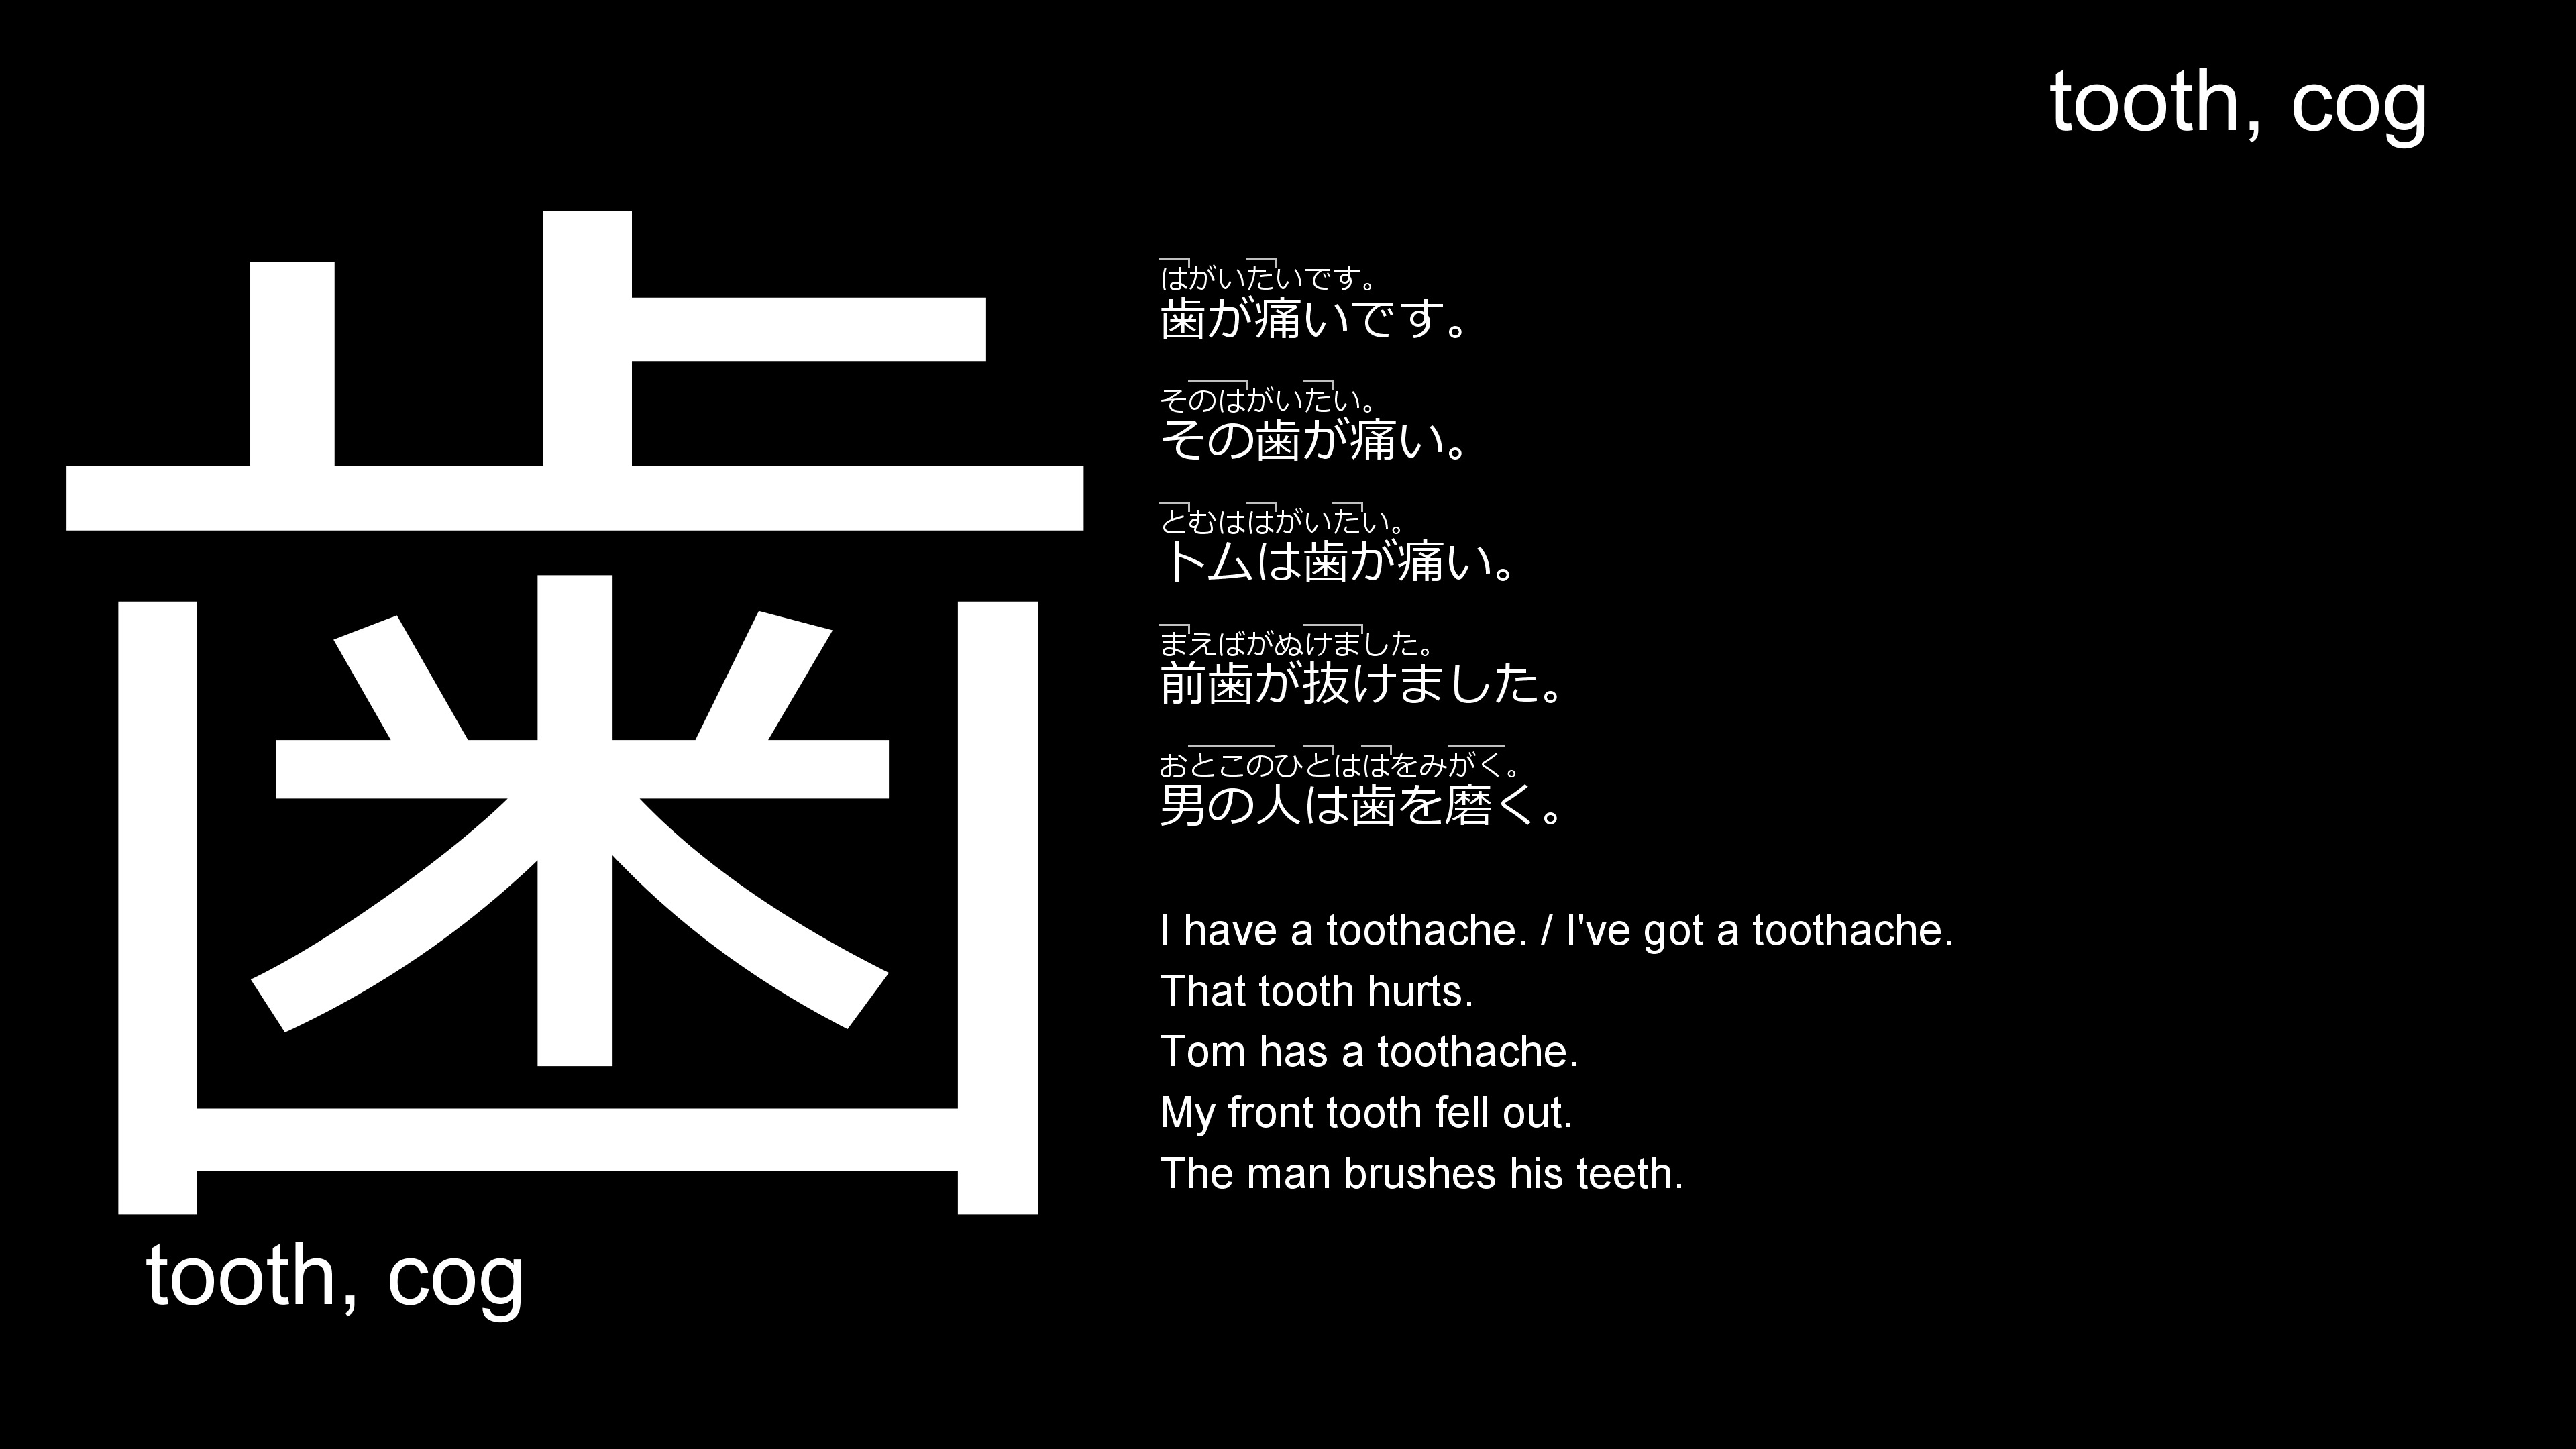 tooth, cog
歯
はがいたいです。
歯が痛いです。
そのはがいたい。
その歯が痛い。
とむははがいたい。
トムは歯が痛い。
まえばがぬけました。
前歯が抜けました。
おとこのひとははをみがく。
男の人は歯を磨く。
I have a toothache. / I've got a toothache.
That tooth hurts.
Tom has a toothache.
My front tooth fell out.
The man brushes his teeth.
tooth, cog